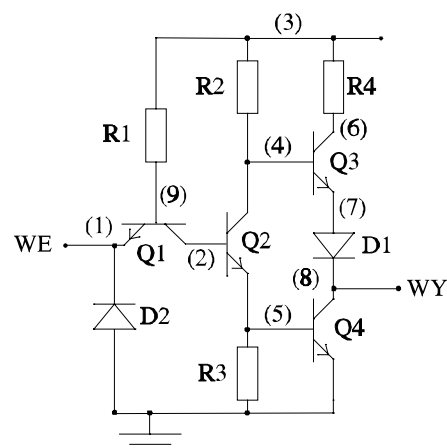 (3)
R2
R4
R1
(4)
(6)
Q3
(9)
(7)
(1)
WE
Q1
(2)
Q2
D1
(8)
WY
D2
(5)
Q4
R3